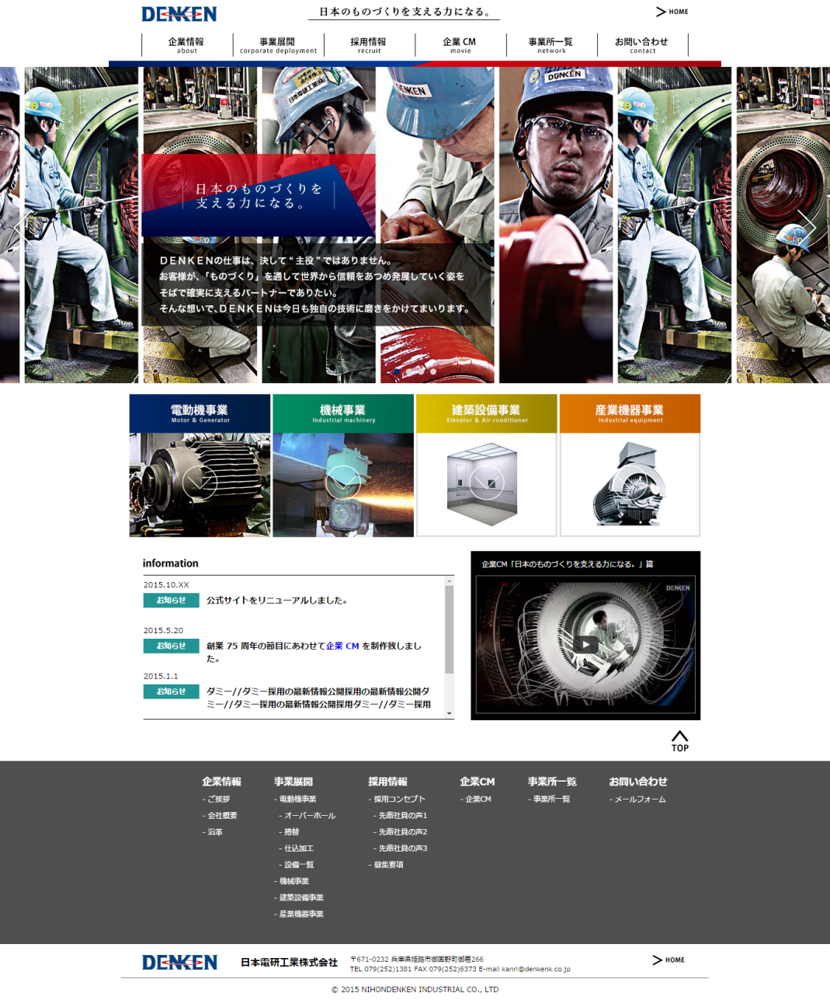 DENKEN
日本のものづくりを支える力になる。
HOME
企業情報
about
事業展開
corporate deployment
採用情報
recruit
企業 CM
movie
事業所一覧
network
お問い合わせ
contact
日本電研工業(株)
DENKEN
DENKEN
日本のものづくりを
支える力になる。
ＤＥＮＫＥＮの仕事は、決して“主役”ではありません。
お客様が、「ものづくり」を通して世界から信頼をあつめ発展していく姿を
そばで確実に支えるパートナーでありたい。
そんな想いで、ＤＥＮＫＥＮは今日も独自の技術に磨きをかけてまいります。
電動機事業
Motor & Generator
機械事業
Industrial machinery
建築設備事業
Elevator & Air conditioner
産業機器事業
Industrial equipment
information
2015.10.XX
お知らせ 公式サイトをリニューアルしました。
2015.5.20
お知らせ 創業 75 周年の節目にあわせて企業 CM を制作致しまし
た。
2015.1.1
お知らせ ダミー//ダミー採用の最新情報公開採用の最新情報公開ダ
ミー//ダミー採用の最新情報公開採用ダミー//ダミー採用
企業CM「日本のものづくりを支える力になる。」篇
DENKEN
TOP
企業情報
- ご挨拶
- 会社概要
- 沿革
事業展開
- 電動機事業
- オーバーホール
- 捲替
- 仕込加工
- 設備一覧
- 機械事業
- 建築設備事業
- 産業機器事業
採用情報
- 採用コンセプト
- 先輩社員の声1
- 先輩社員の声2
- 先輩社員の声3
- 募集要項
企業CM
- 企業CM
事業所一覧
- 事業所一覧
お問い合わせ
- メールフォーム
DENKEN
日本電研工業株式会社
〒671-0232 兵庫県姫路市御国野町御着266
TEL 079(252)1381 FAX 079(252)6373 E-mail kanri@denkenk.co.jp
HOME
© 2015 NIHONDENKEN INDUSTRIAL CO., LTD